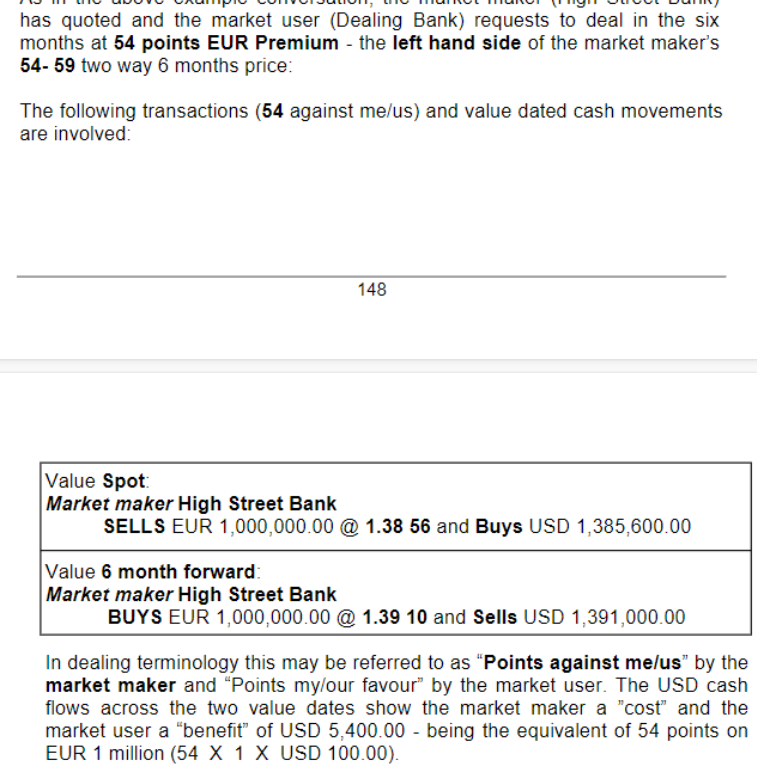 has quoted and the market user (Dealing Bank) requests to deal in the six
months at 54 points EUR Premium - the left hand side of the market maker's
54- 59 two way 6 months price:
The following transactions (54 against me/us) and value dated cash movements
are involved:
148
Value Spot:
Market maker High Street Bank
SELLS EUR 1,000,000.00 @ 1.38 56 and Buys USD 1,385,600.00
Value 6 month forward:
Market maker High Street Bank
BUYS EUR 1,000,000.00 @ 1.39 10 and Sells USD 1,391,000.00
In dealing terminology this may be referred to as “Points against me/us” by the
market maker and “Points my/our favour” by the market user. The USD cash
flows across the two value dates show the market maker a ”cost” and the
market user a “benefit” of USD 5,400.00 - being the equivalent of 54 points on
EUR 1 million (54 X 1 X USD 100.00).